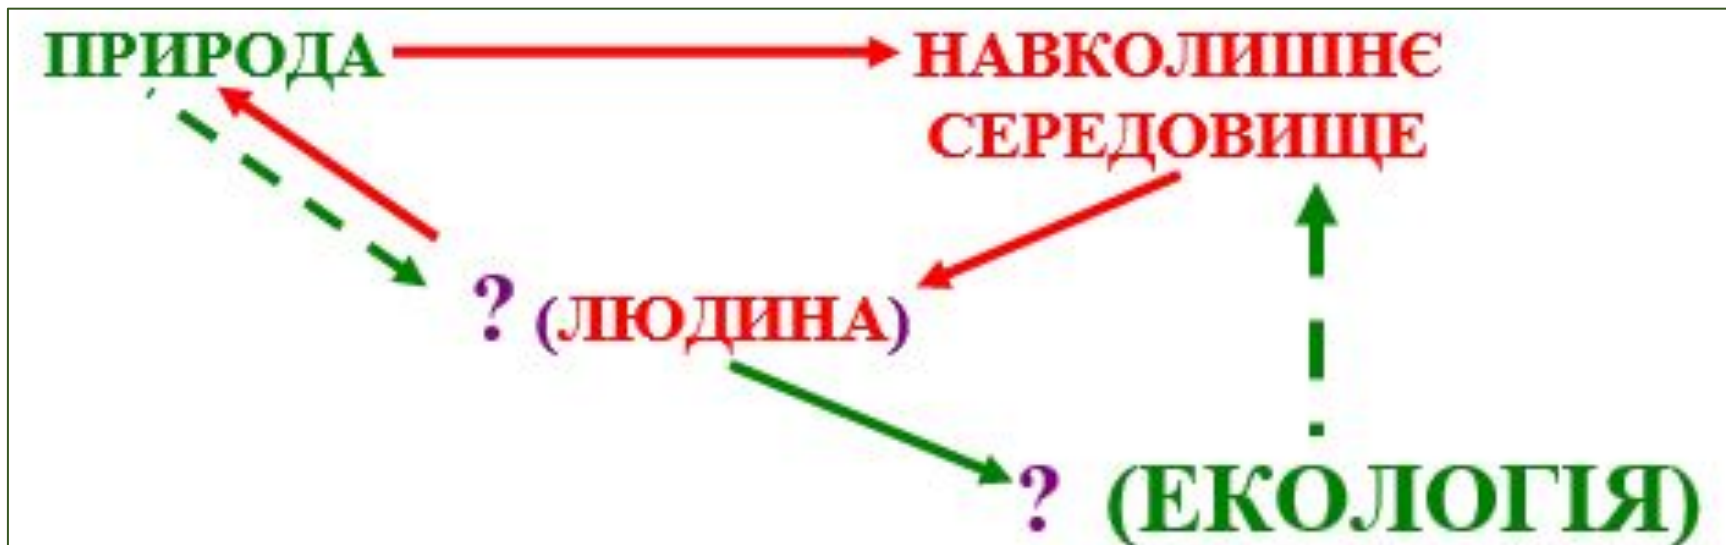 ПРИРОДА
НАВКОЛИШНЄ
СЕРЕДОВИЩЕ
? (ЛЮДИНА)
? (ЕКОЛОГІЯ)